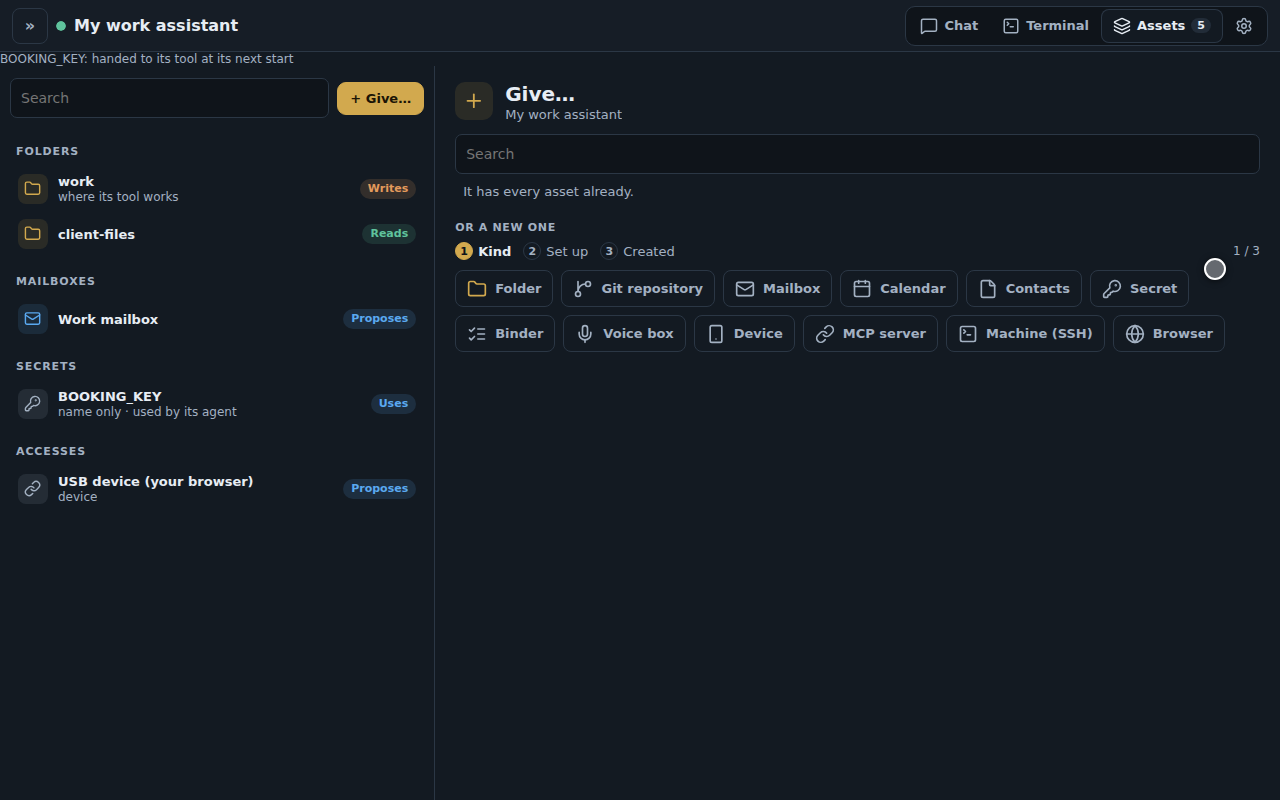 »
My work assistant
Chat
Terminal
Assets 5
BOOKING_KEY: handed to its tool at its next start
Search
+ Give…
FOLDERS
work
where its tool works
Writes
client-files
Reads
MAILBOXES
Work mailbox
Proposes
SECRETS
BOOKING_KEY
name only · used by its agent
Uses
ACCESSES
USB device (your browser)
device
Proposes
Give…
My work assistant
Search
It has every asset already.
OR A NEW ONE
1 Kind 2 Set up 3 Created 1 / 3
Folder Git repository Mailbox Calendar Contacts Secret
Binder Voice box Device MCP server Machine (SSH) Browser